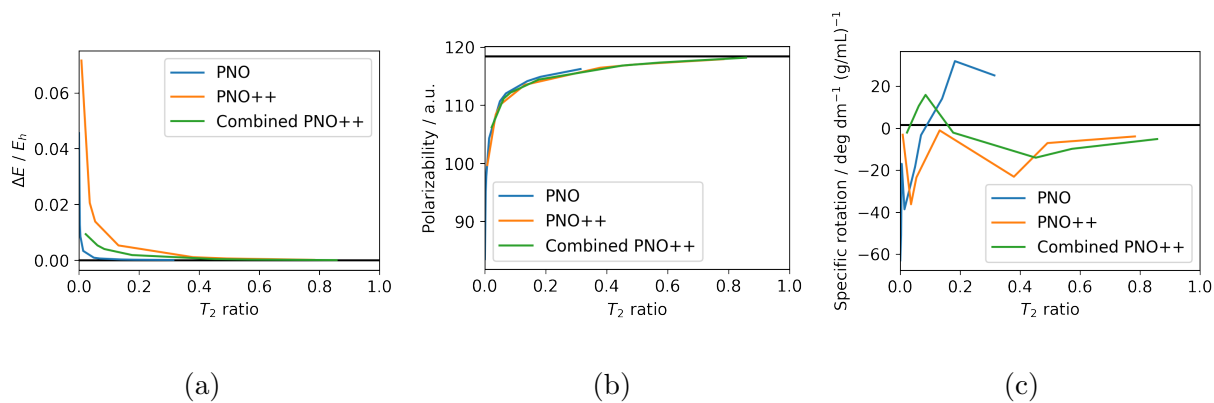 ΔE / E_h
0.06
0.04
0.02
0.00
PNO
PNO++
Combined PNO++
0.0 0.2 0.4 0.6 0.8 1.0
T₂ ratio
(a)
Polarizability / a.u.
120
110
100
90
PNO
PNO++
Combined PNO++
0.0 0.2 0.4 0.6 0.8 1.0
T₂ ratio
(b)
Specific rotation / deg dm⁻¹ (g/mL)⁻¹
20
0
−20
−40
−60
PNO
PNO++
Combined PNO++
0.0 0.2 0.4 0.6 0.8 1.0
T₂ ratio
(c)